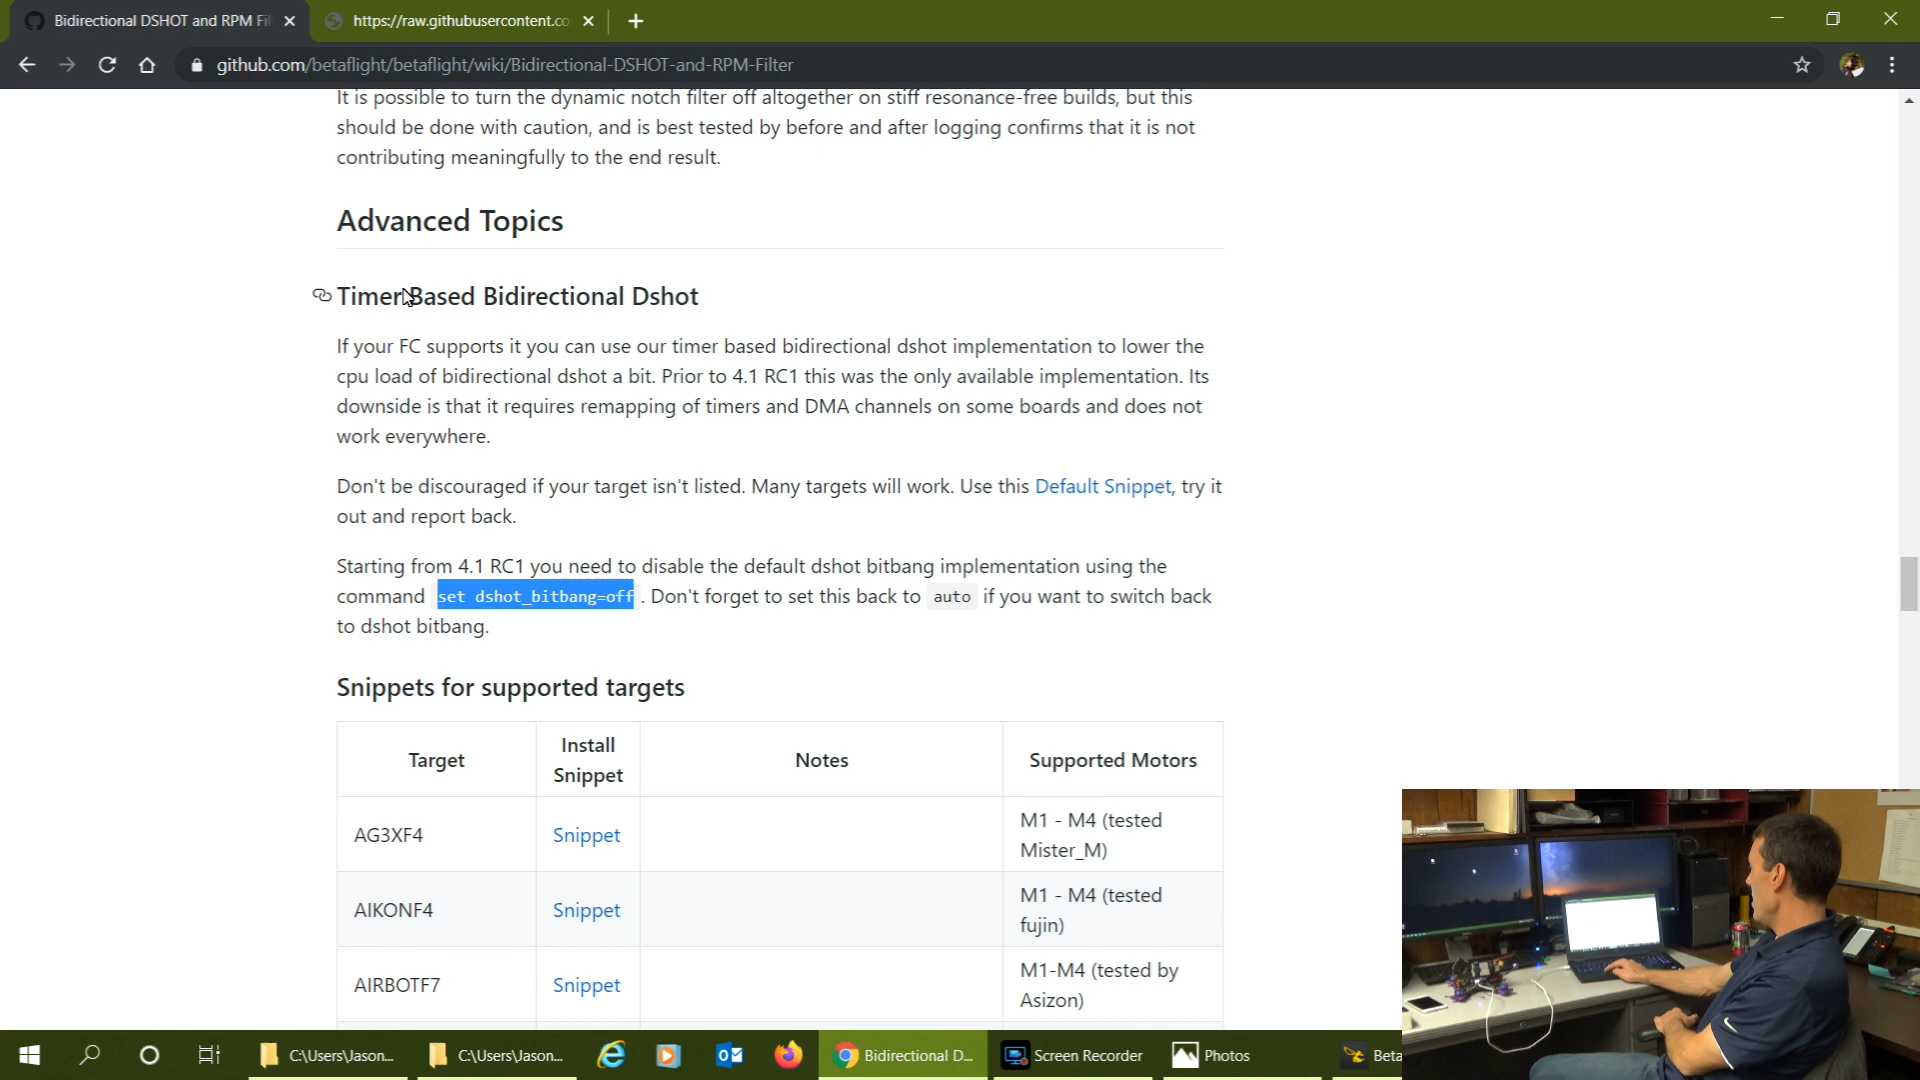 Bidirectional DSHOT and RPM Fil
https://raw.githubusercontent.co
github.com/betaflight/betaflight/wiki/Bidirectional-DSHOT-and-RPM-Filter
It is possible to turn the dynamic notch filter off altogether on stiff resonance-free builds, but this
should be done with caution, and is best tested by before and after logging confirms that it is not
contributing meaningfully to the end result.
Advanced Topics
Timer Based Bidirectional Dshot
If your FC supports it you can use our timer based bidirectional dshot implementation to lower the
cpu load of bidirectional dshot a bit. Prior to 4.1 RC1 this was the only available implementation. Its
downside is that it requires remapping of timers and DMA channels on some boards and does not
work everywhere.
Don't be discouraged if your target isn't listed. Many targets will work. Use this Default Snippet, try it
out and report back.
Starting from 4.1 RC1 you need to disable the default dshot bitbang implementation using the
command set dshot_bitbang=off . Don't forget to set this back to auto if you want to switch back
to dshot bitbang.
Snippets for supported targets
Target Install Snippet Notes Supported Motors
AG3XF4 Snippet M1 - M4 (tested Mister_M)
AIKONF4 Snippet M1 - M4 (tested fujin)
AIRBOTF7 Snippet M1-M4 (tested by Asizon)
C:\Users\Jason... C:\Users\Jason... Bidirectional D... Screen Recorder Photos Beta